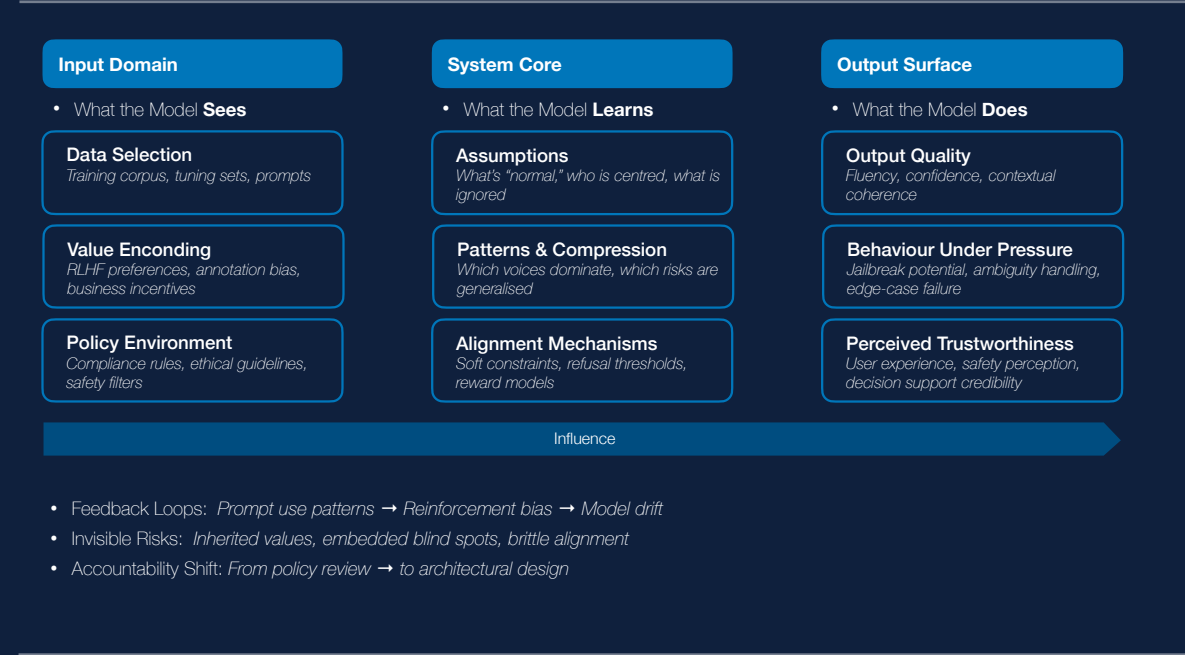 Input Domain
• What the Model Sees
Data Selection
Training corpus, tuning sets, prompts
Value Enconding
RLHF preferences, annotation bias,
business incentives
Policy Environment
Compliance rules, ethical guidelines,
safety filters
System Core
• What the Model Learns
Assumptions
What's “normal,” who is centred, what is
ignored
Patterns & Compression
Which voices dominate, which risks are
generalised
Alignment Mechanisms
Soft constraints, refusal thresholds,
reward models
Output Surface
• What the Model Does
Output Quality
Fluency, confidence, contextual
coherence
Behaviour Under Pressure
Jailbreak potential, ambiguity handling,
edge-case failure
Perceived Trustworthiness
User experience, safety perception,
decision support credibility
Influence
• Feedback Loops: Prompt use patterns → Reinforcement bias → Model drift
• Invisible Risks: Inherited values, embedded blind spots, brittle alignment
• Accountability Shift: From policy review → to architectural design